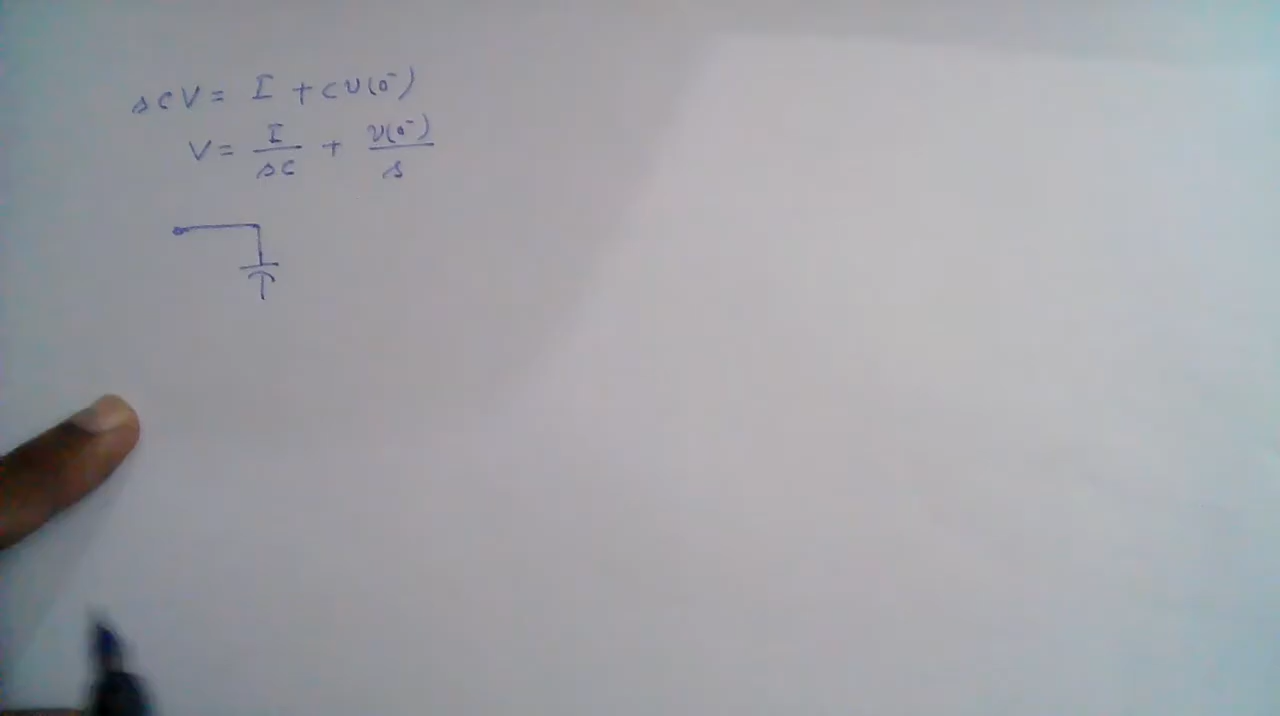 sCV = I + CV(0⁻)
V = I/sC + V(0⁻)/s